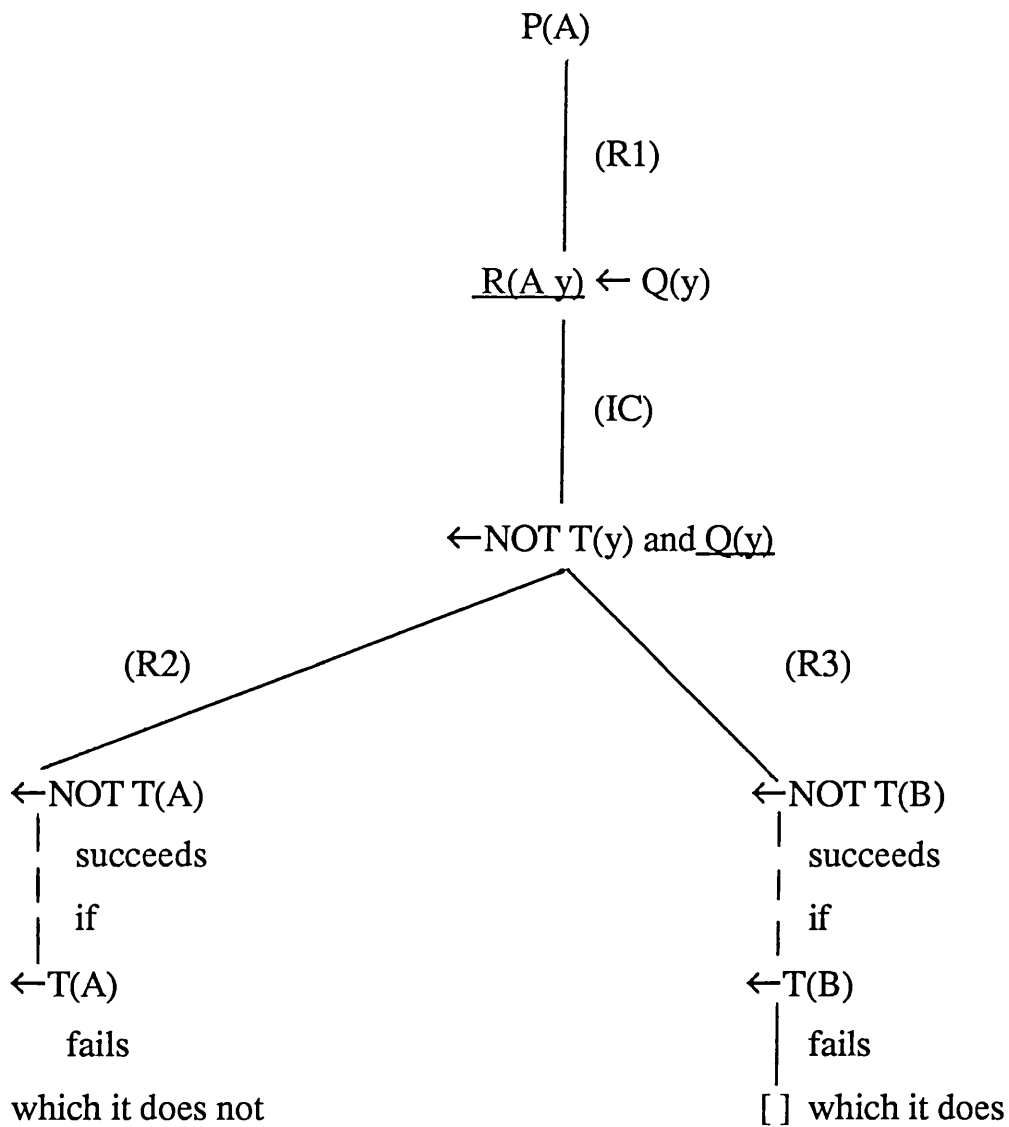 P(A)
(R1)
R(A y) ← Q(y)
(IC)
←NOT T(y) and Q(y)
(R2)
(R3)
←NOT T(A)
succeeds
if
←T(A)
fails
which it does not
←NOT T(B)
succeeds
if
←T(B)
fails
[ ] which it does